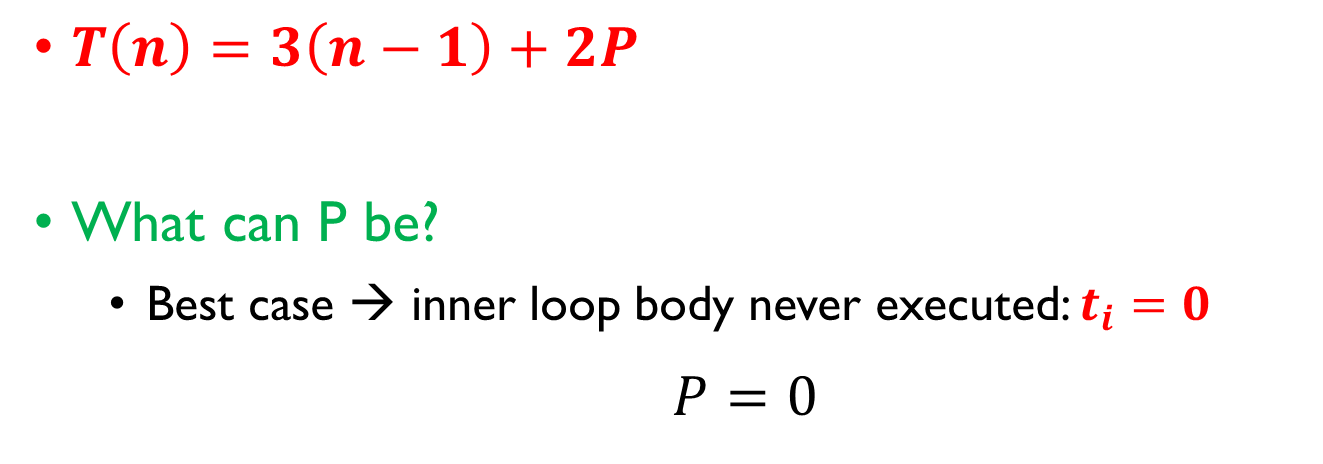 • T(n) = 3(n − 1) + 2P
• What can P be?
• Best case → inner loop body never executed: tᵢ = 0
P = 0